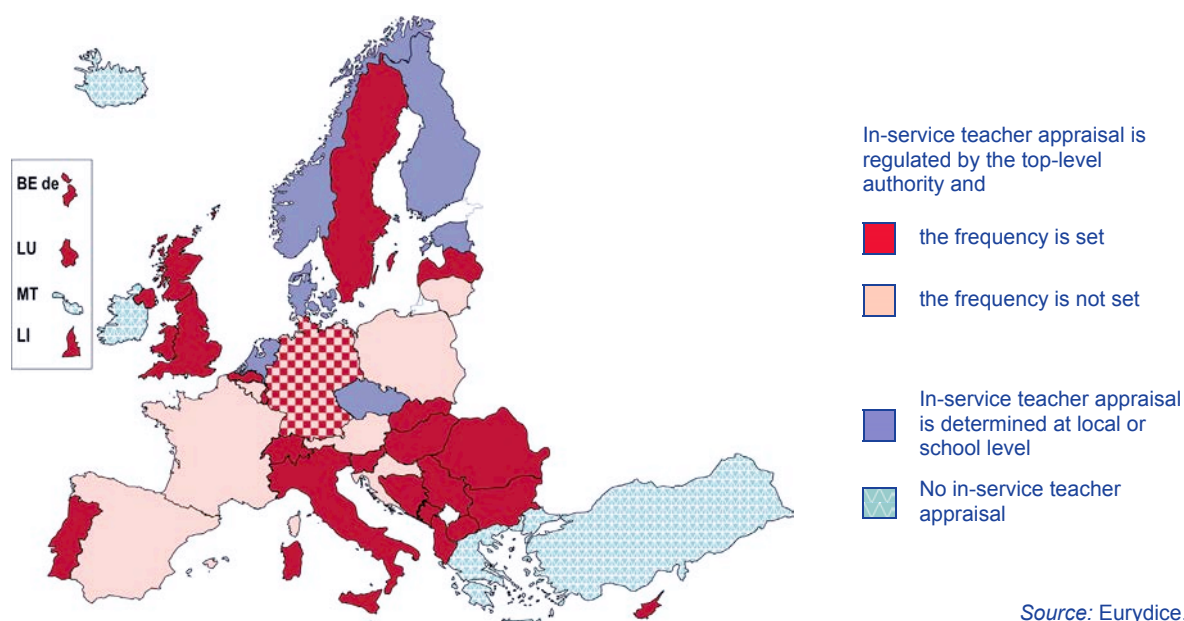 BE de
LU
MT
LI
In-service teacher appraisal is
regulated by the top-level
authority and
the frequency is set
the frequency is not set
In-service teacher appraisal
is determined at local or
school level
No in-service teacher
appraisal
Source: Eurydice.